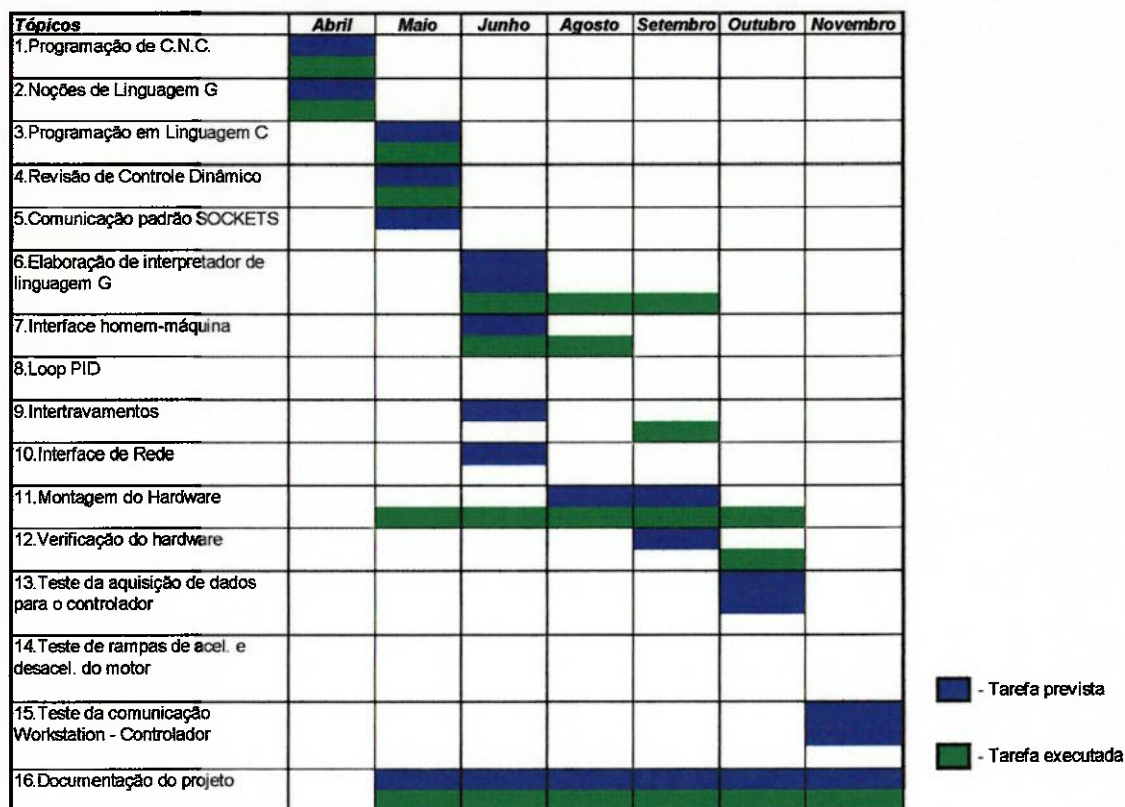 Tópicos Abril Maio Junho Agosto Setembro Outubro Novembro
1.Programação de C.N.C.
2.Noções de Linguagem G
3.Programação em Linguagem C
4.Revisão de Controle Dinâmico
5.Comunicação padrão SOCKETS
6.Elaboração de interpretador de
linguagem G
7.Interface homem-máquina
8.Loop PID
9.Intertravamentos
10.Interface de Rede
11.Montagem do Hardware
12.Verificação do hardware
13.Teste da aquisição de dados
para o controlador
14.Teste de rampas de acel. e
desacel. do motor
15.Teste da comunicação
Workstation - Controlador
16.Documentação do projeto
- Tarefa prevista
- Tarefa executada